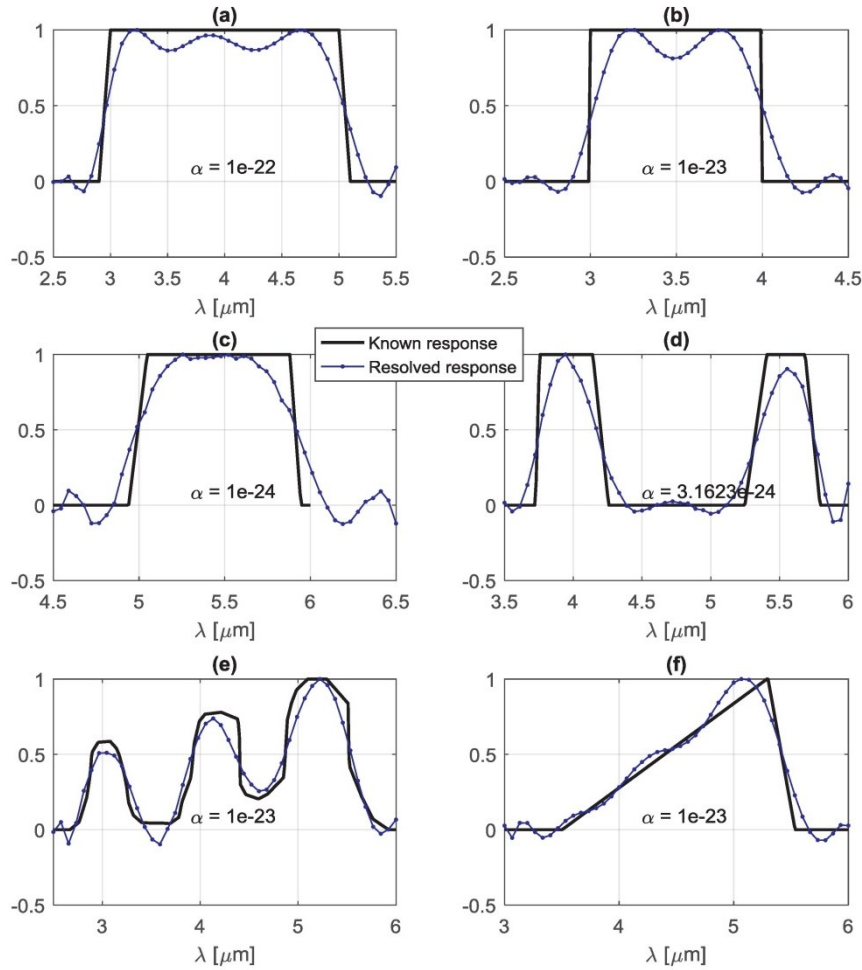 (a)
(b)
1
0.5
0
-0.5
α = 1e-22
2.5 3 3.5 4 4.5 5 5.5
λ [μm]
1
0.5
0
-0.5
α = 1e-23
2.5 3 3.5 4 4.5
λ [μm]
(c)
(d)
Known response
Resolved response
1
0.5
0
-0.5
α = 1e-24
4.5 5 5.5 6 6.5
λ [μm]
1
0.5
0
-0.5
α = 3.1623e-24
3.5 4 4.5 5 5.5 6
λ [μm]
(e)
(f)
1
0.5
0
-0.5
α = 1e-23
3 4 5 6
λ [μm]
1
0.5
0
-0.5
α = 1e-23
3 4 5 6
λ [μm]